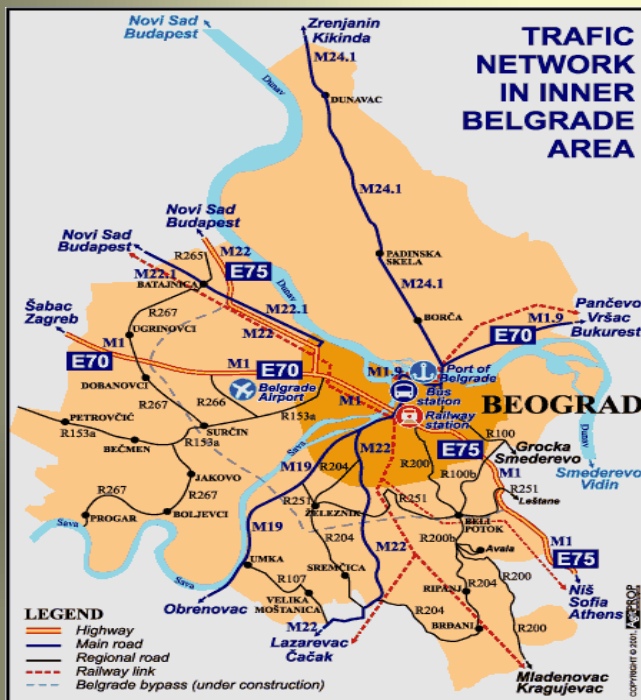 TRAFIC
NETWORK
IN INNER
BELGRADE
AREA
Novi Sad
Budapest
Zrenjanin
Kikinda
M24.1
Dunav
DUNAVAC
M24.1
Novi Sad
Budapest
Novi Sad
Budapest
R265
M22
E75
M22.1
BATAJNICA
PADINSKA
SKELA
M24.1
Dunav
R267
M22.1
M22
BORČA
Pančevo
Vršac
Bukurest
M1.9
E70
Šabac
Zagreb
UGRINOVCI
M1
E70
M1
E70
M1.9
Port of
Belgrade
DOBANOVCI
Belgrade
Airport
Bus
station
M1
Railway
station
BEOGRAD
R267
R266
R153a
PETROVČIĆ
R153a
BEČMEN
R153a
SURČIN
Sava
M22
E75
R100
Grocka
Smederevo
Dunav
M19
R204
R200
R100b
M1
Smederevo
Vidin
JAKOVO
R267
R267
R251
R251
R251
Leštane
PROGAR
BOLJEVCI
ŽELEZNIK
BELI
POTOK
Sava
M19
R204
M22
R200b
Avala
M1
E75
UMKA
SREMČICA
R200
Sava
R107
VELIKA
MOŠTANICA
RIPANJ
R204
Niš
Sofia
Athens
Obrenovac
R204
BRĐANI
M22
R200
Lazarevac
Čačak
Mladenovac
Kragujevac
LEGEND
Highway
Main road
Regional road
Railway link
Belgrade bypass (under construction)
COPYRIGHT © 2001.